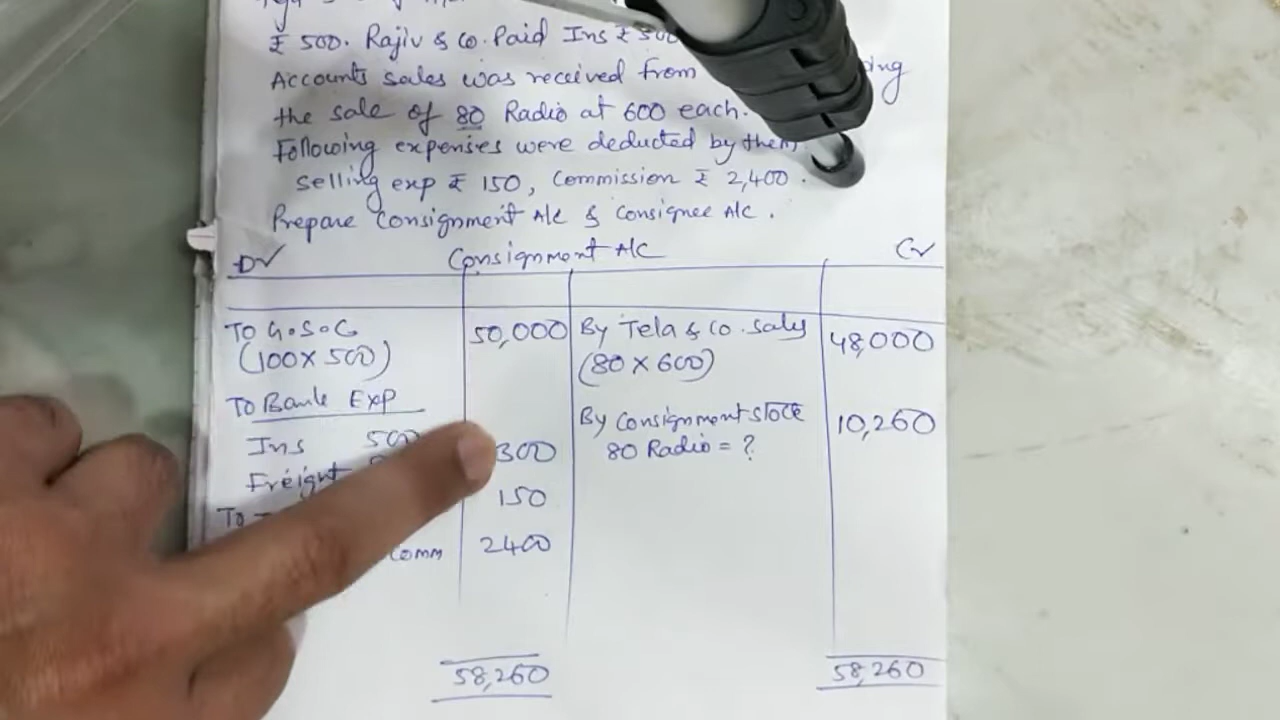 ₹ 500. Rajiv & Co. Paid Ins ₹ 500
Accounts sales was received from
the sale of 80 Radio at 600 each.
Following expenses were deducted by them
selling exp ₹ 150, Commission ₹ 2,400.
Prepare Consignment A/c & Consignee A/c.
Dr Consignment A/C Cr
To G.S.O.C 50,000 By Tela & Co. Sales 48,000
(100 X 500) (80 X 600)
To Bank Exp
By Consignment Stock 10,260
Ins 500 300 80 Radio = ?
Freight
150
To
Comm 2400
58,260 58,260